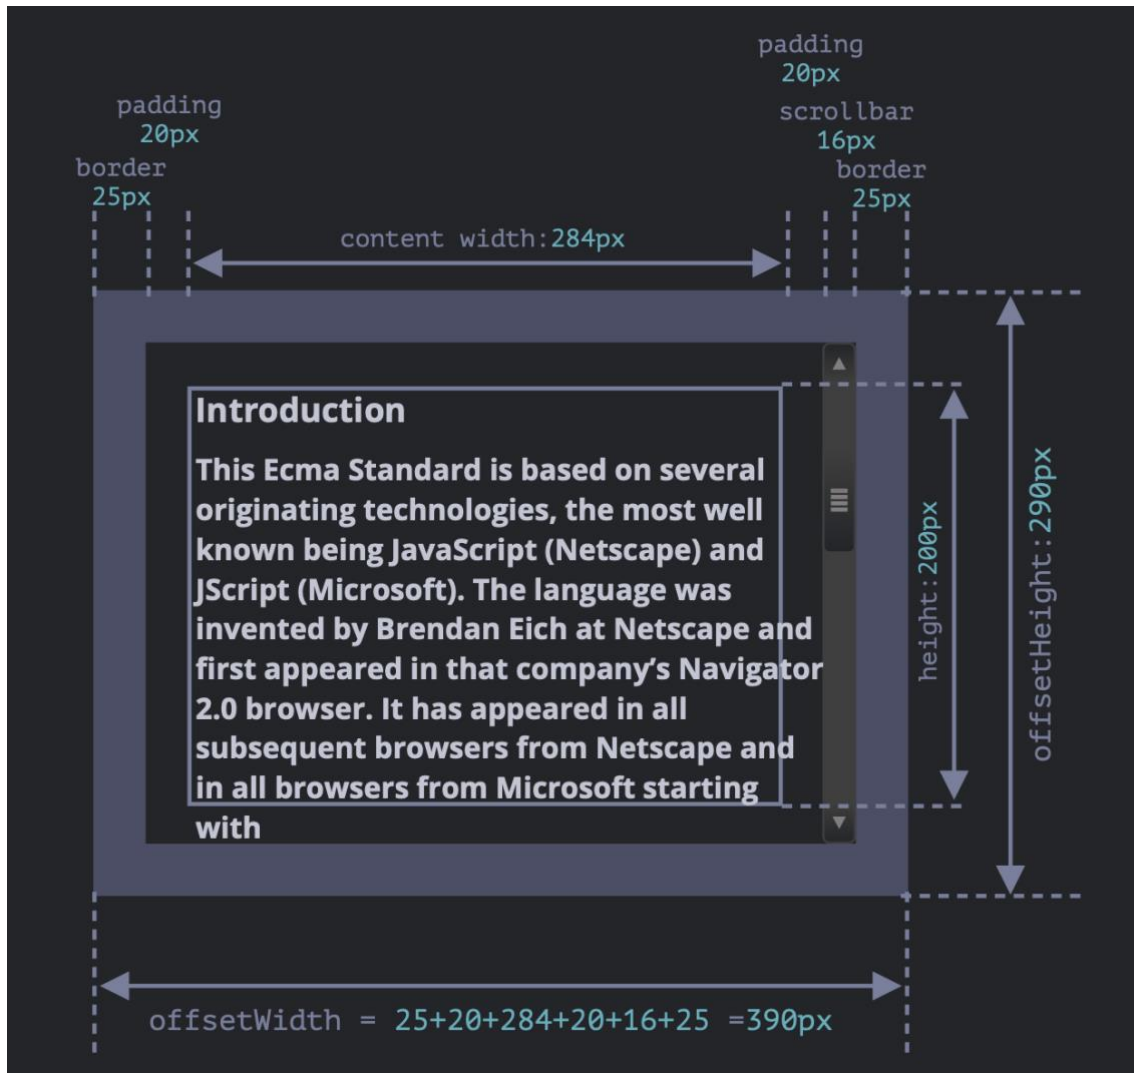 padding
20px
padding
20px
scrollbar
16px
border
25px
border
25px
content width:284px
Introduction
This Ecma Standard is based on several
originating technologies, the most well
known being JavaScript (Netscape) and
JScript (Microsoft). The language was
invented by Brendan Eich at Netscape and
first appeared in that company’s Navigator
2.0 browser. It has appeared in all
subsequent browsers from Netscape and
in all browsers from Microsoft starting
with
height:200px
offsetHeight:290px
offsetWidth = 25+20+284+20+16+25 =390px